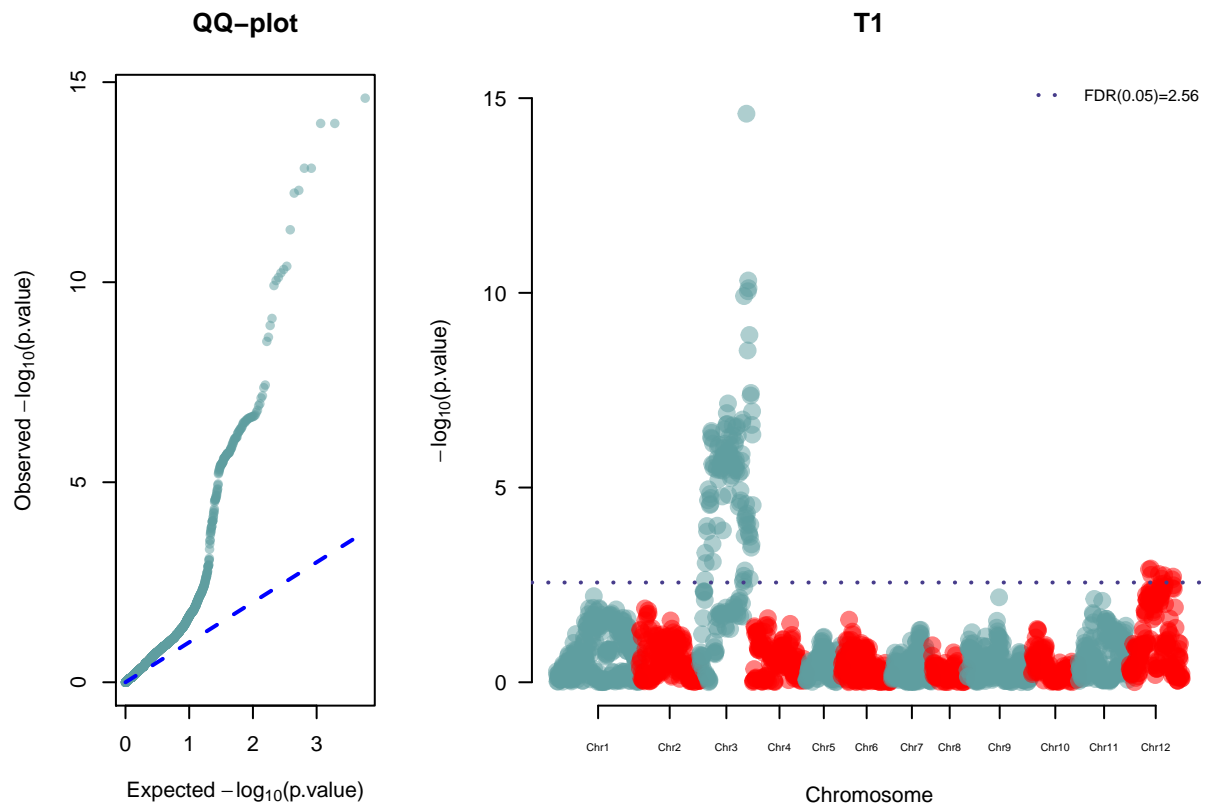 QQ−plot
Observed −log10(p.value)
15
10
5
0
0 1 2 3
Expected −log10(p.value)
T1
FDR(0.05)=2.56
−log10(p.value)
15
10
5
0
Chr1 Chr2 Chr3 Chr4 Chr5 Chr6 Chr7 Chr8 Chr9 Chr10 Chr11 Chr12
Chromosome